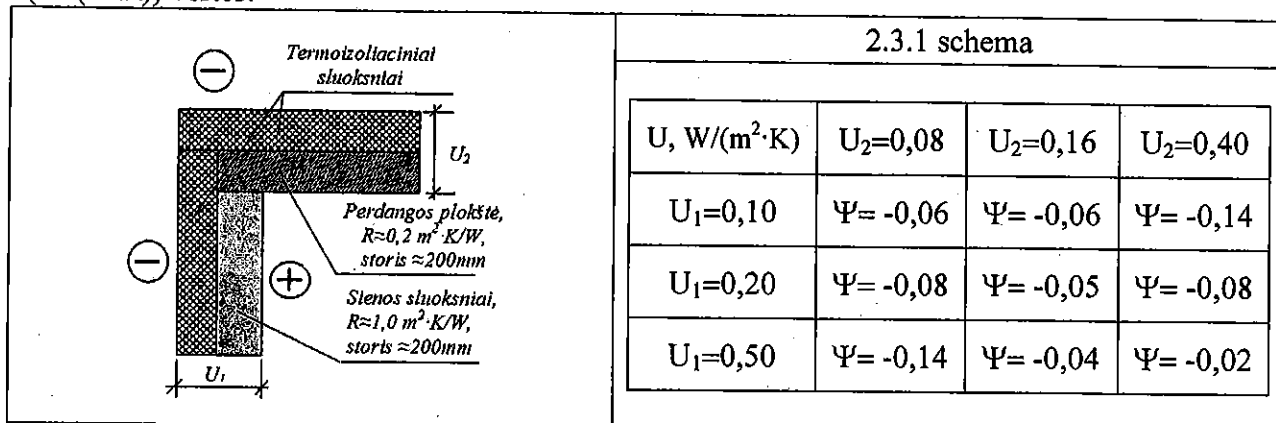 Termoizoliaciniai
sluoksniai
U₂
Perdangos plokštė,
R≈0,2 m²·K/W,
storis ≈200mm
Sienos sluoksniai,
R≈1,0 m²·K/W,
storis ≈200mm
U₁
2.3.1 schema
U, W/(m²·K) U₂=0,08 U₂=0,16 U₂=0,40
U₁=0,10 Ψ= -0,06 Ψ= -0,06 Ψ= -0,14
U₁=0,20 Ψ= -0,08 Ψ= -0,05 Ψ= -0,08
U₁=0,50 Ψ= -0,14 Ψ= -0,04 Ψ= -0,02